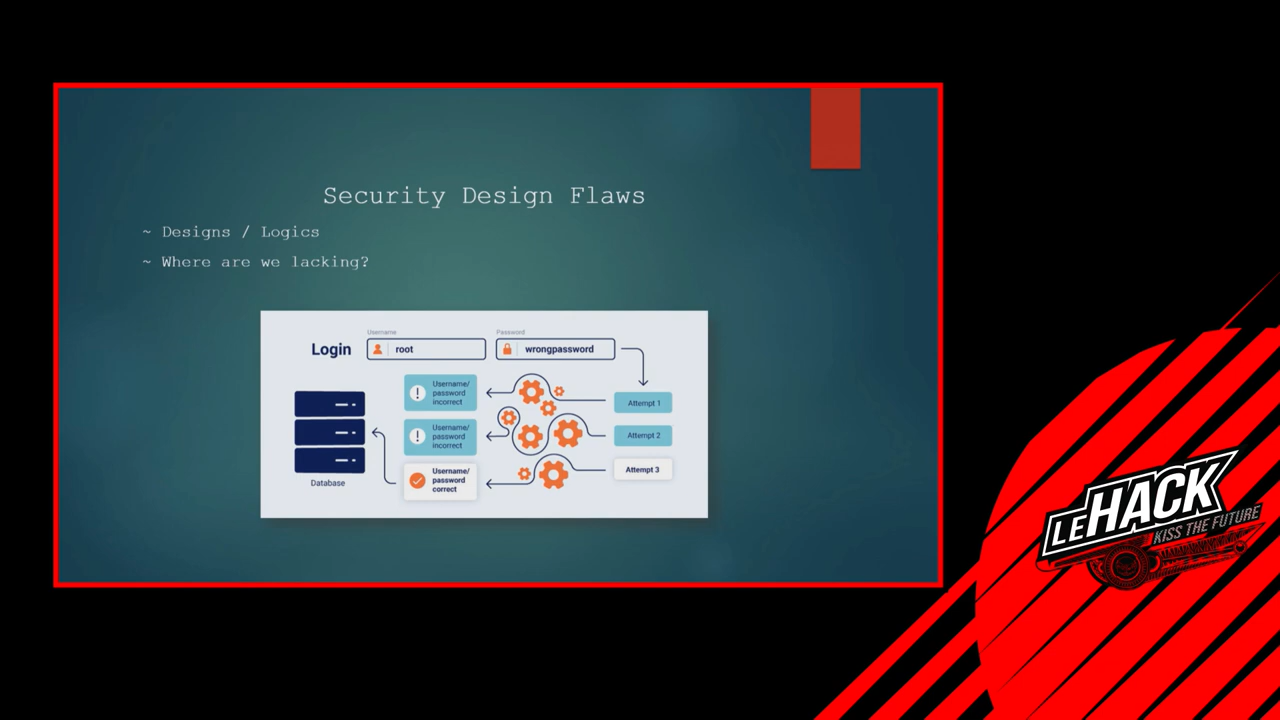 Security Design Flaws
~ Designs / Logics
~ Where are we lacking?
Username
Password
Login
root
wrongpassword
Username/
password
incorrect
Attempt 1
Username/
password
incorrect
Attempt 2
Username/
password
correct
Attempt 3
Database
LEHACK
KISS THE FUTURE